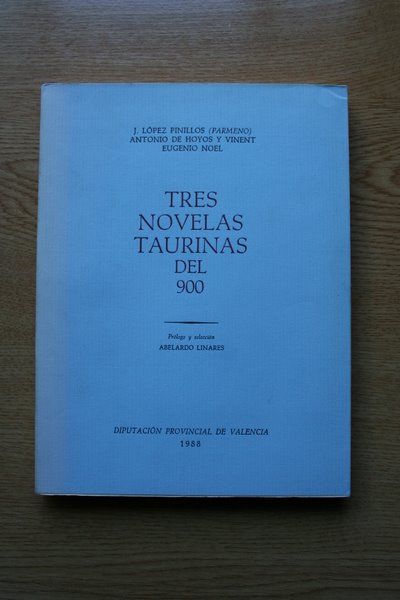 J. LÓPEZ PINILLOS (PARMENO)
ANTONIO DE HOYOS Y VINENT
EUGENIO NOEL
TRES
NOVELAS
TAURINAS
DEL
900
Prólogo y selección
ABELARDO LINARES
DIPUTACIÓN PROVINCIAL DE VALENCIA
1988